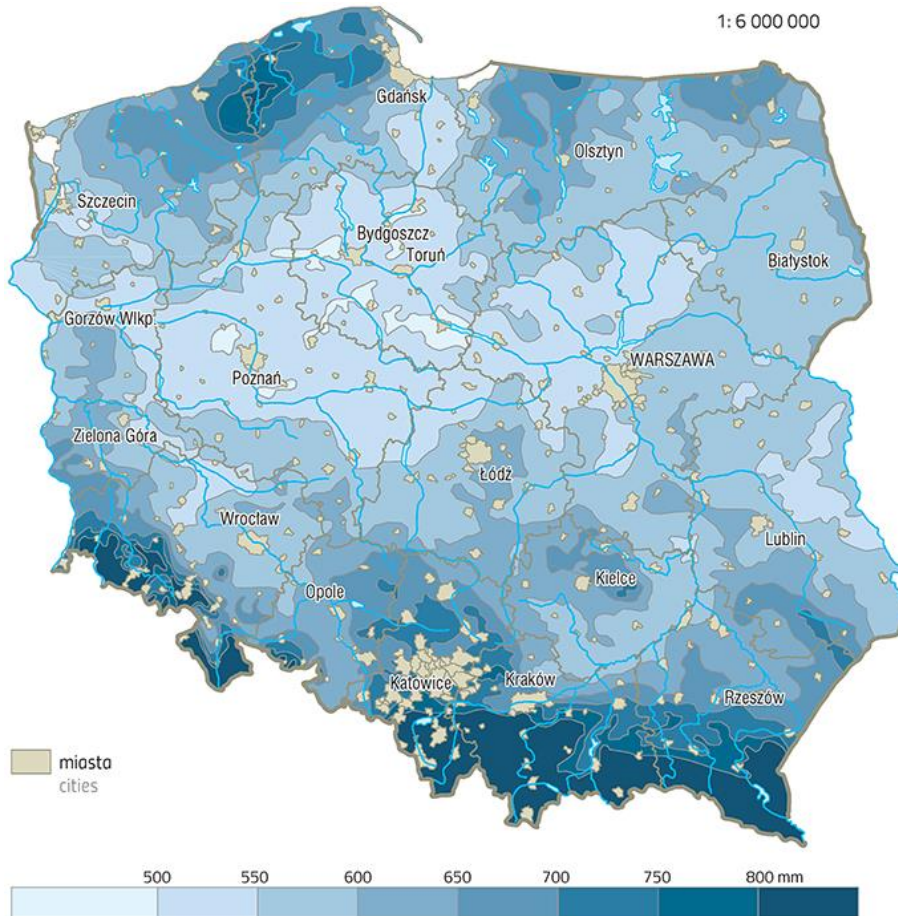 1: 6 000 000
Gdańsk
Olsztyn
Szczecin
Bydgoszcz
Toruń
Białystok
Gorzów Wlkp.
WARSZAWA
Poznań
Zielona Góra
Łódź
Wrocław
Lublin
Kielce
Opole
Kraków
Katowice
Rzeszów
miasta
cities
500 550 600 650 700 750 800 mm